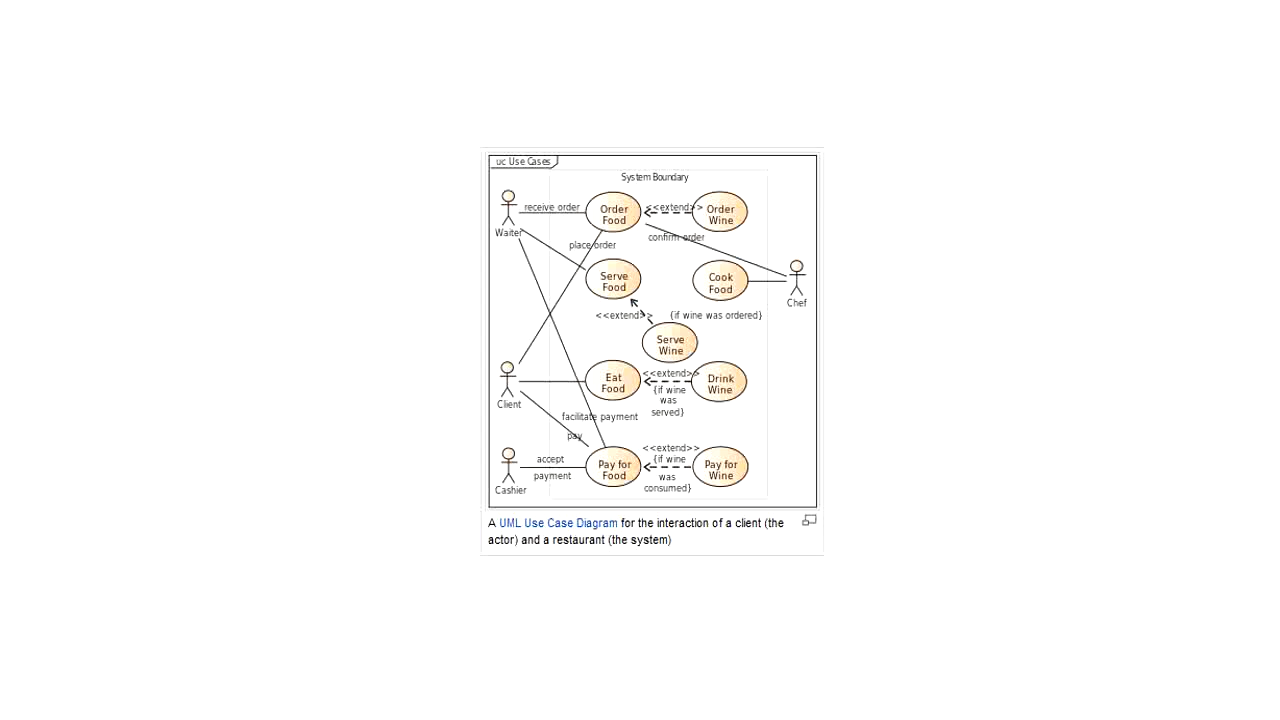 uc Use Cases
System Boundary
receive order
Order
Food
<<extend>>
Order
Wine
Waiter
place order
confirm order
Serve
Food
Cook
Food
Chef
<<extend>>
{if wine was ordered}
Serve
Wine
Client
Eat
Food
<<extend>>
{if wine
was
served}
Drink
Wine
facilitate payment
pay
Cashier
accept
payment
Pay for
Food
<<extend>>
{if wine
was
consumed}
Pay for
Wine
A UML Use Case Diagram for the interaction of a client (the
actor) and a restaurant (the system)